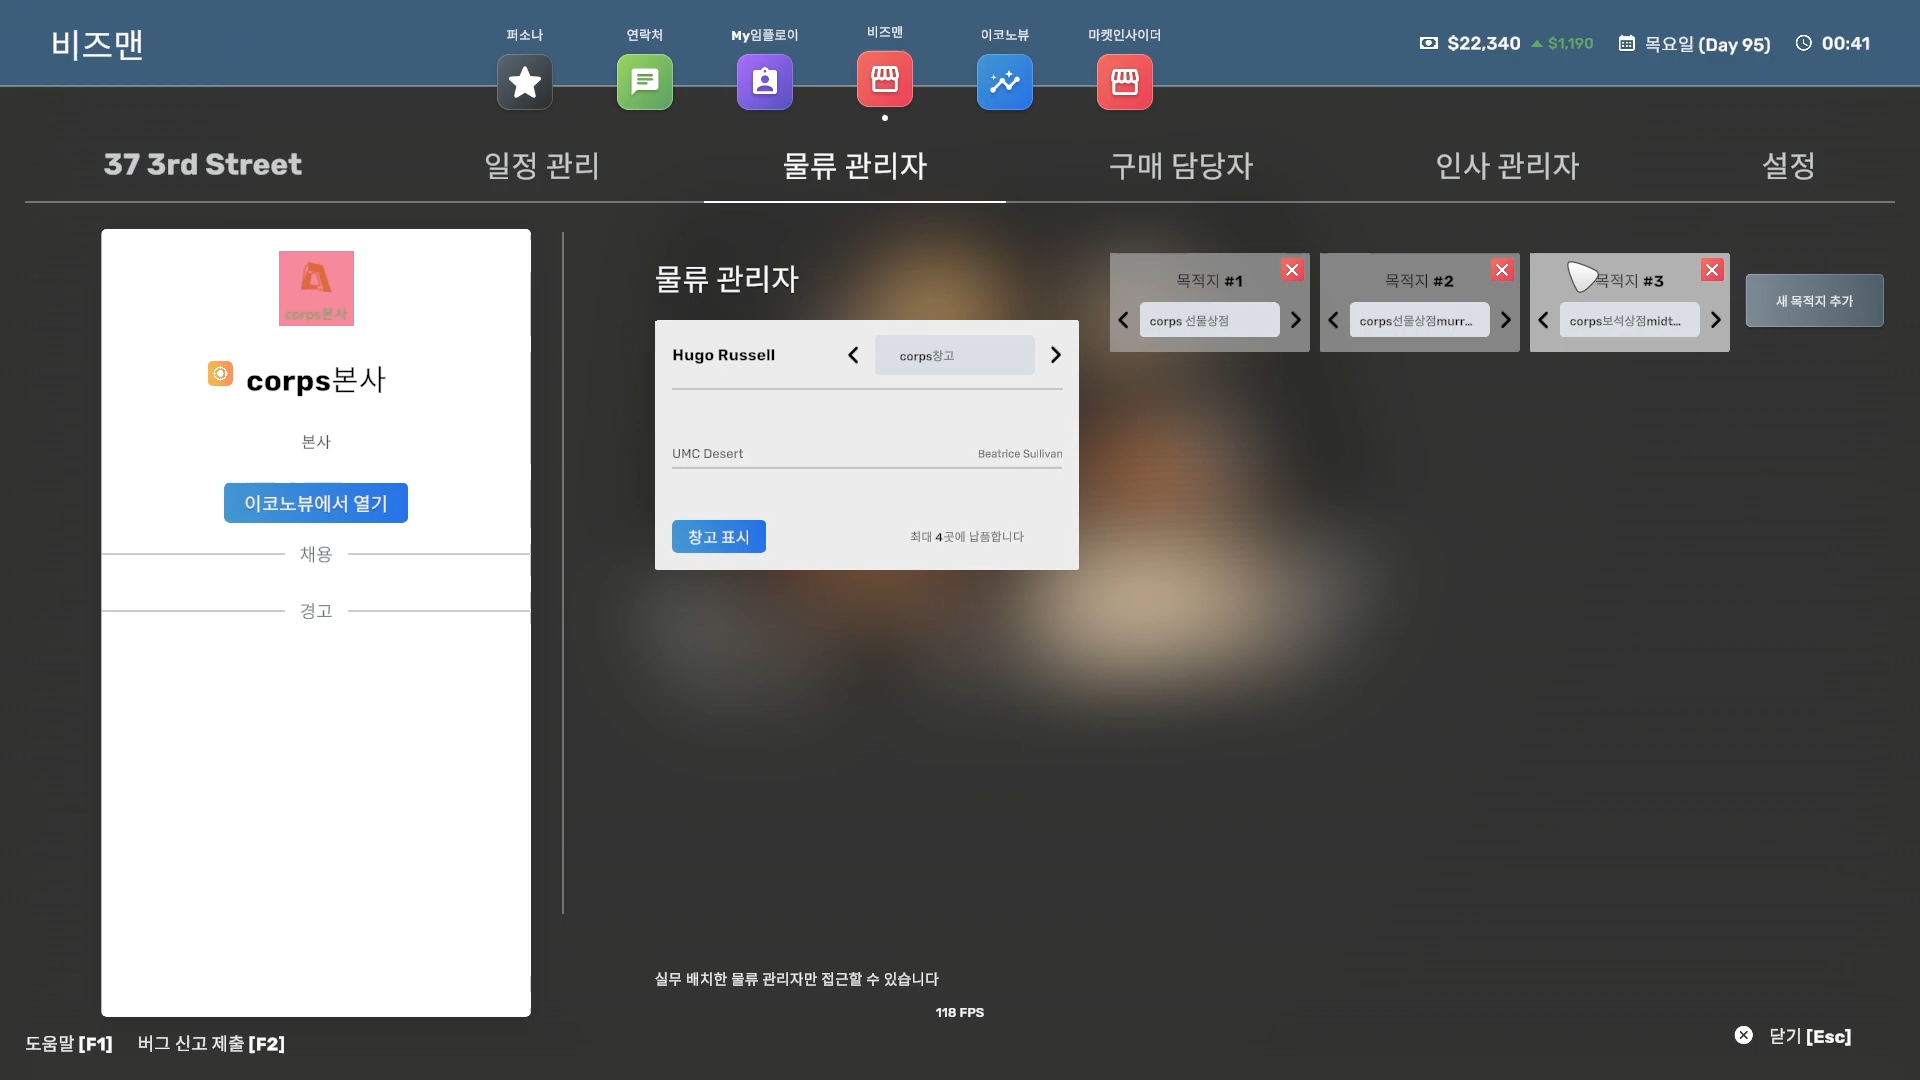 비즈맨
퍼소나
연락처
My임플로이
비즈맨
이코노뷰
마켓인사이더
$22,340 $1,190 목요일 (Day 95) 00:41
37 3rd Street
일정 관리
물류 관리자
구매 담당자
인사 관리자
설정
corps본사
corps본사
본사
이코노뷰에서 열기
채용
경고
물류 관리자
Hugo Russell
corps창고
UMC Desert
Beatrice Sullivan
창고 표시
최대 4곳에 납품합니다
목적지 #1
corps 선물상점
목적지 #2
corps선물상점murr...
목적지 #3
corps보석상점midt...
새 목적지 추가
실무 배치한 물류 관리자만 접근할 수 있습니다
118 FPS
도움말 [F1]
버그 신고 제출 [F2]
닫기 [Esc]